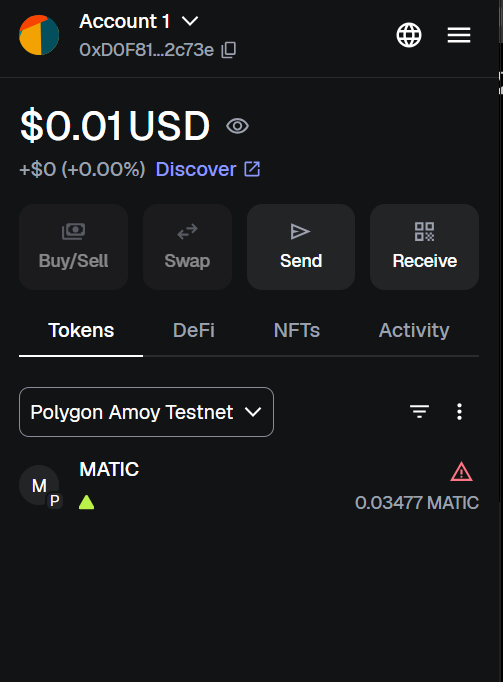 Account 1
0xD0F81...2c73e
$0.01 USD
+$0 (+0.00%) Discover
Buy/Sell
Swap
Send
Receive
Tokens
DeFi
NFTs
Activity
Polygon Amoy Testnet
M
P
MATIC
0.03477 MATIC